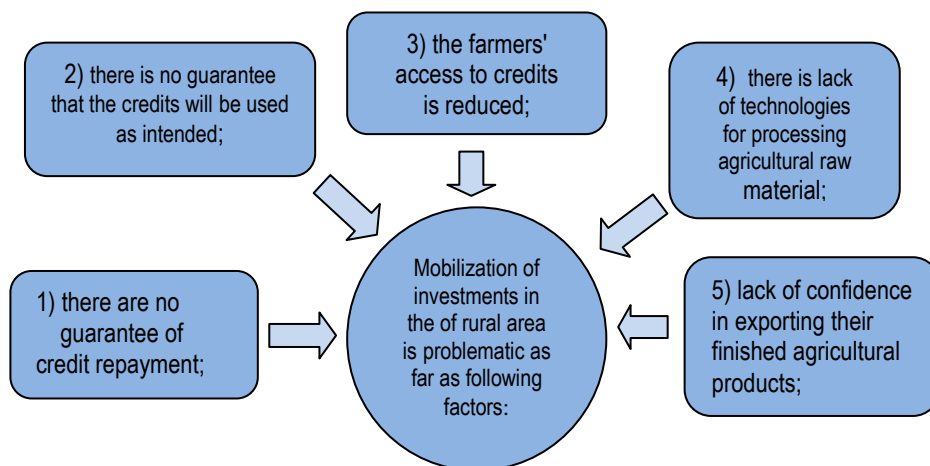 1) there are no
guarantee of
credit repayment;
2) there is no guarantee
that the credits will be used
as intended;
3) the farmers'
access to credits
is reduced;
4) there is lack
of technologies
for processing
agricultural raw
material;
5) lack of confidence
in exporting their
finished agricultural
products;
Mobilization of
investments in
the of rural area
is problematic as
far as following
factors: